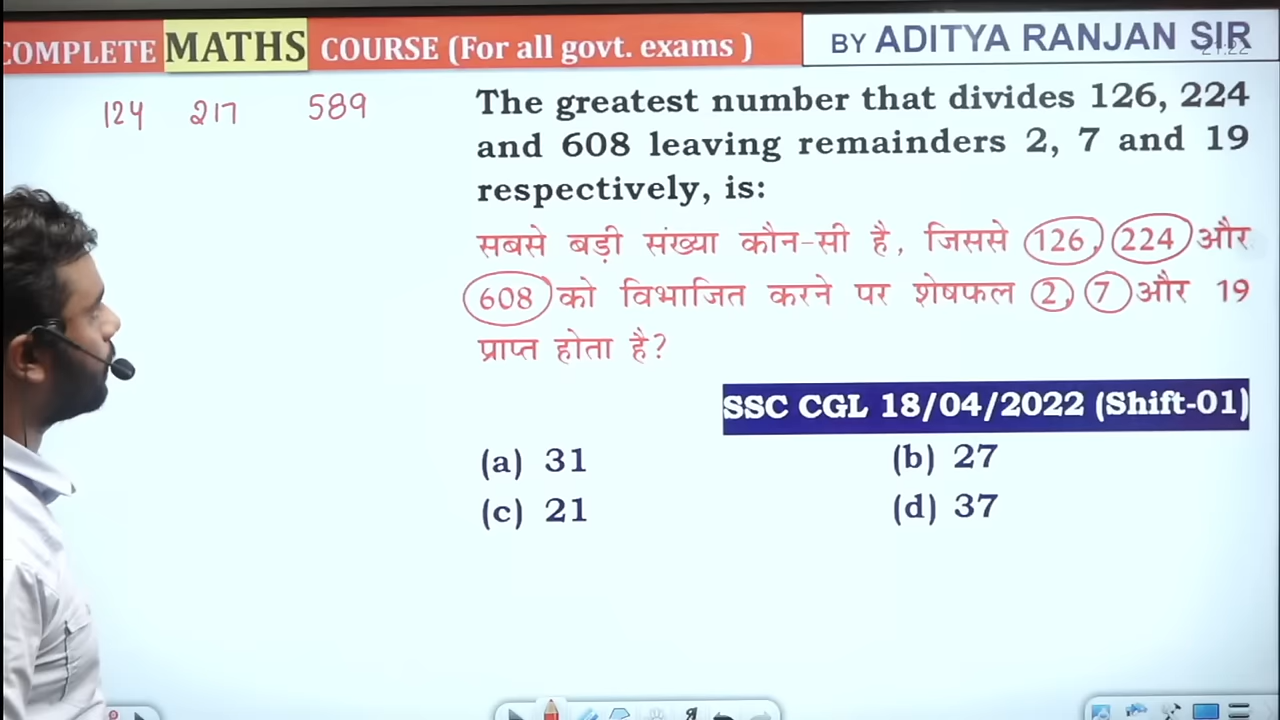 COMPLETE MATHS COURSE (For all govt. exams )
BY ADITYA RANJAN SIR
21:22
124 217 589
The greatest number that divides 126, 224
and 608 leaving remainders 2, 7 and 19
respectively, is:
सबसे बड़ी संख्या कौन-सी है, जिससे 126, 224 और
608 को विभाजित करने पर शेषफल 2, 7 और 19
प्राप्त होता है?
SSC CGL 18/04/2022 (Shift-01)
(a) 31 (b) 27
(c) 21 (d) 37